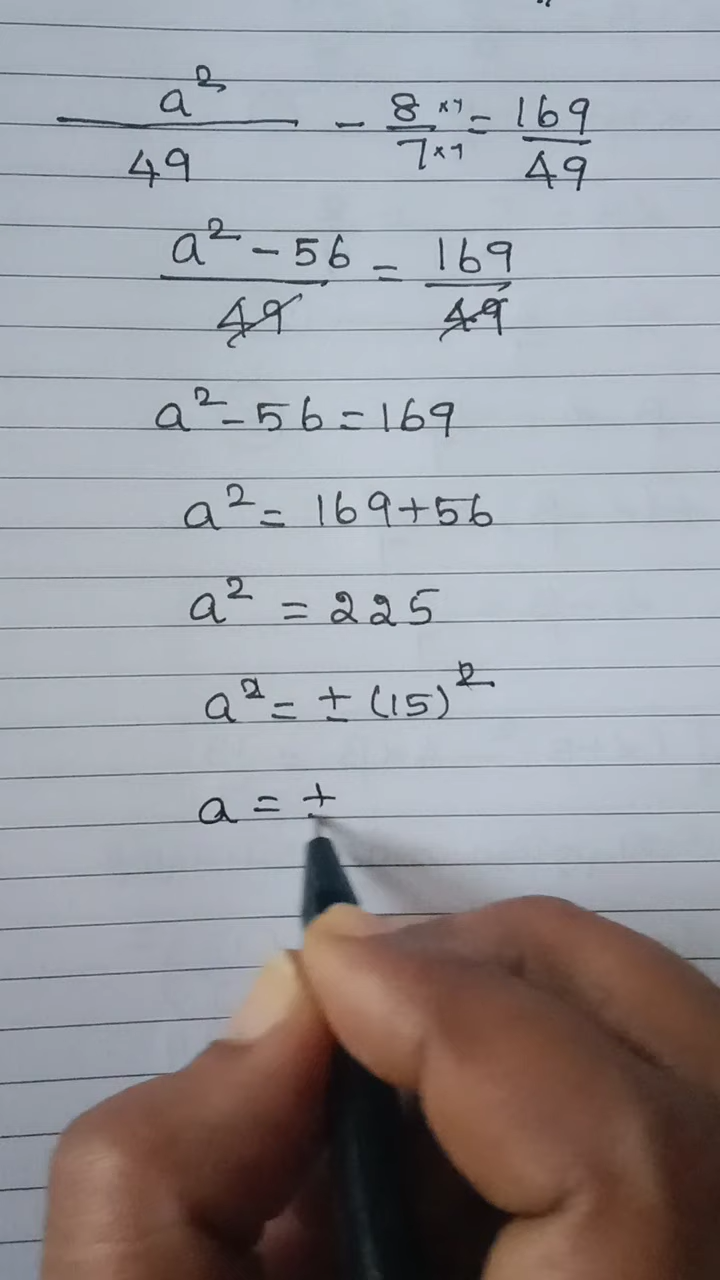 a² / 49 - 8×7 / 7×7 = 169 / 49
a² - 56 / 49 = 169 / 49
a² - 56 = 169
a² = 169 + 56
a² = 225
a² = ± (15)²
a = ±